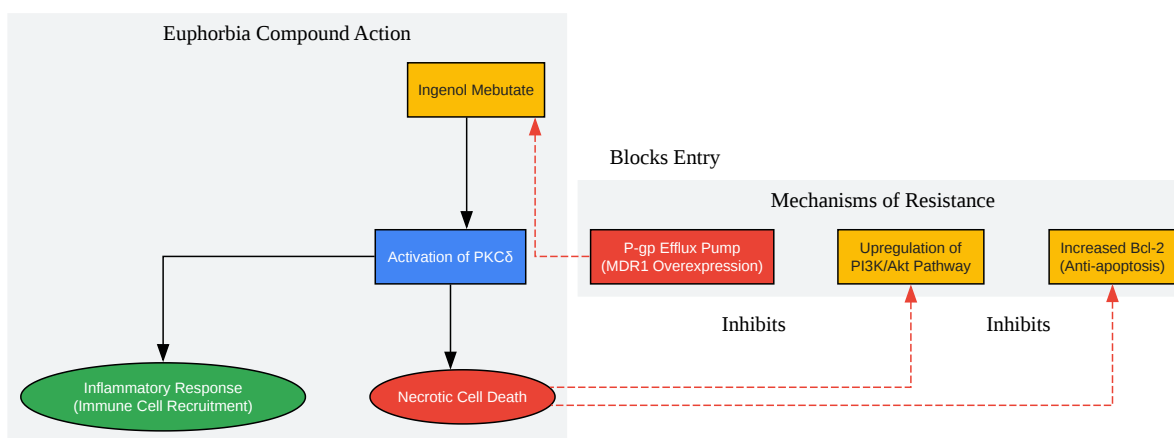 Euphorbia Compound Action
Ingenol Mebutate
Blocks Entry
Mechanisms of Resistance
Activation of PKCδ
P-gp Efflux Pump
(MDR1 Overexpression)
Upregulation of
PI3K/Akt Pathway
Increased Bcl-2
(Anti-apoptosis)
Inhibits
Inhibits
Inflammatory Response
(Immune Cell Recruitment)
Necrotic Cell Death